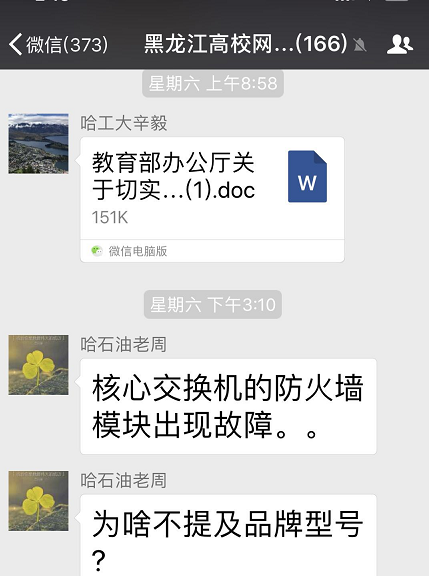 微信(373)
黑龙江高校网...(166)
星期六 上午8:58
哈工大辛毅
教育部办公厅关
于切实...(1).doc
W
151K
微信电脑版
星期六 下午3:10
哈石油老周
核心交换机的防火墙
模块出现故障。。
哈石油老周
为啥不提及品牌型号
?